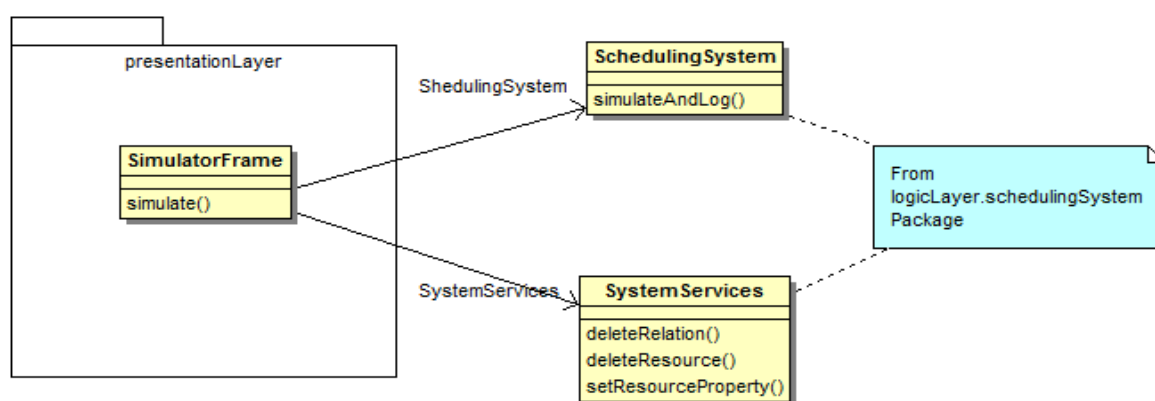 presentationLayer
SimulatorFrame
simulate()
ShedulingSystem
SchedulingSystem
simulateAndLog()
From
logicLayer.schedulingSystem
Package
SystemServices
SystemServices
deleteRelation()
deleteResource()
setResourceProperty()